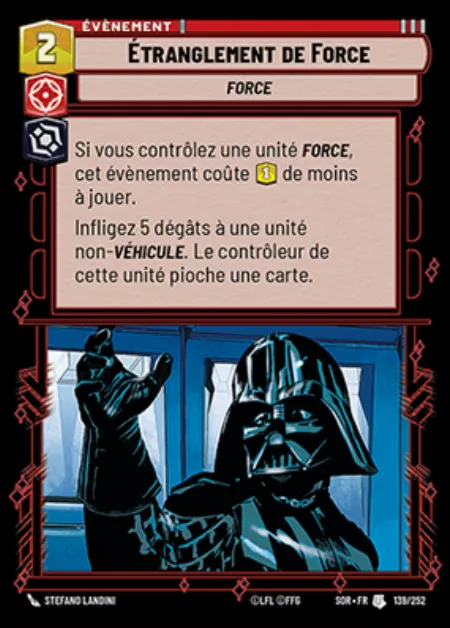 ÉVÈNEMENT
2
ÉTRANGLEMENT DE FORCE
FORCE
Si vous contrôlez une unité FORCE,
cet évènement coûte 1 de moins
à jouer.
Infligez 5 dégâts à une unité
non-VÉHICULE. Le contrôleur de
cette unité pioche une carte.
STEFANO LANDINI
©LFL ©FFG
SOR • FR
139/252